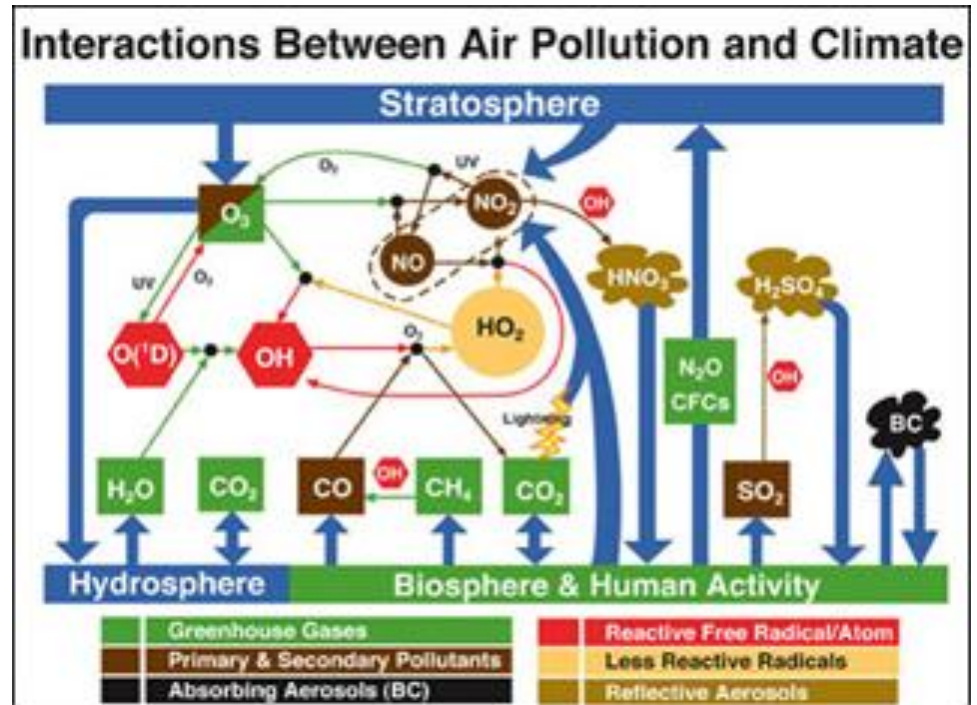 Interactions Between Air Pollution and Climate
Stratosphere
O₂
UV
O₃
NO₂
OH
NO
HNO₃
H₂SO₄
UV
O₂
O(¹D)
OH
O₂
HO₂
N₂O
CFCs
OH
BC
Lightning
H₂O
CO₂
CO
OH
CH₄
CO₂
SO₂
Hydrosphere
Biosphere & Human Activity
Greenhouse Gases
Reactive Free Radical/Atom
Primary & Secondary Pollutants
Less Reactive Radicals
Absorbing Aerosols (BC)
Reflective Aerosols